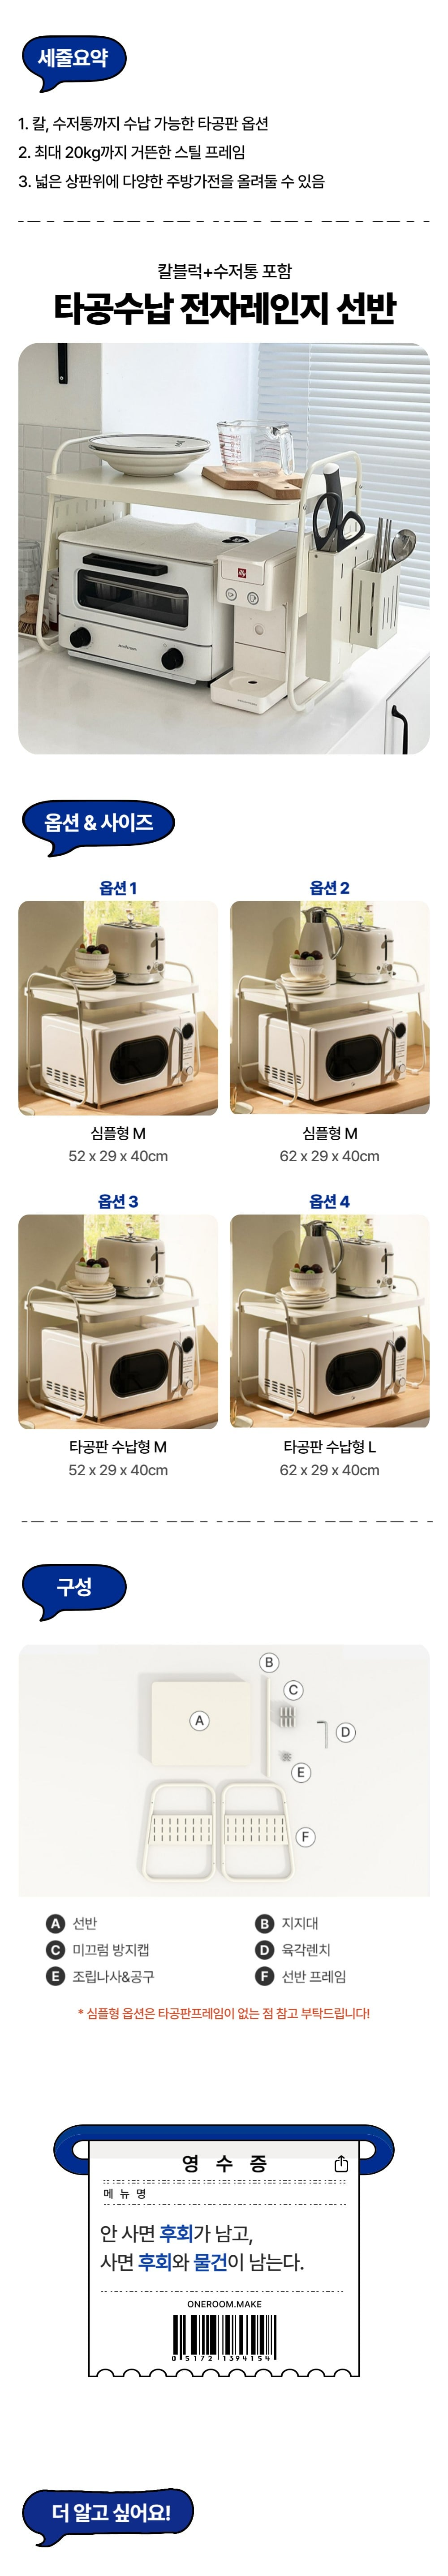 세줄요약
1. 칼, 수저통까지 수납 가능한 타공판 옵션
2. 최대 20kg까지 거뜬한 스틸 프레임
3. 넓은 상판위에 다양한 주방가전을 올려둘 수 있음
칼블럭+수저통 포함
타공수납 전자레인지 선반
옵션 & 사이즈
옵션 1
옵션 2
심플형 M
심플형 M
52 x 29 x 40cm
62 x 29 x 40cm
옵션 3
옵션 4
타공판 수납형 M
타공판 수납형 L
52 x 29 x 40cm
62 x 29 x 40cm
구성
B
C
A
D
E
F
A 선반
B 지지대
C 미끄럼 방지캡
D 육각렌치
E 조립나사&공구
F 선반 프레임
* 심플형 옵션은 타공판프레임이 없는 점 참고 부탁드립니다!
영 수 증
메 뉴 명
안 사면 후회가 남고,
사면 후회와 물건이 남는다.
ONEROOM.MAKE
0 5172 1394154
더 알고 싶어요!